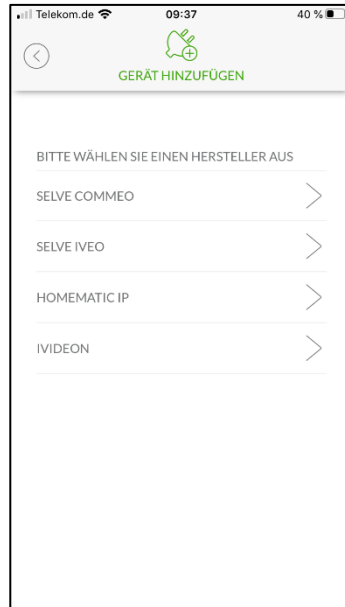 Telekom.de 09:37 40 %
GERÄT HINZUFÜGEN
BITTE WÄHLEN SIE EINEN HERSTELLER AUS
SELVE COMMEO
SELVE IVEO
HOMEMATIC IP
IVIDEON